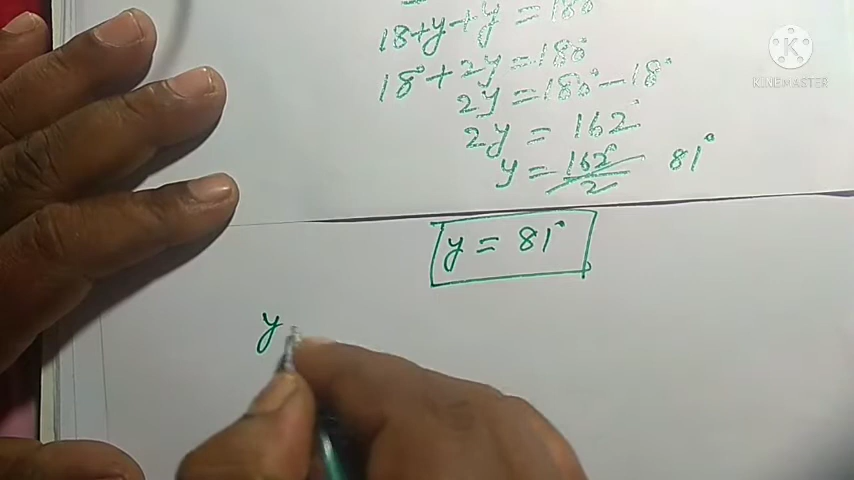 18+y+y = 180°
18°+2y = 180°
2y = 180° - 18°
2y = 162°
y = 162°/2 81°
y = 81°
y
K
KINEMASTER